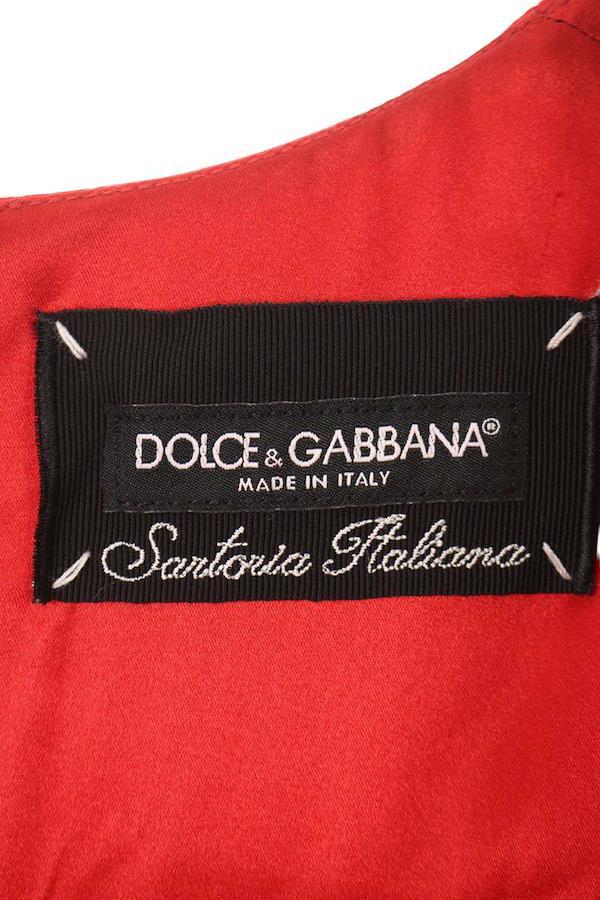 DOLCE & GABBANA®
MADE IN ITALY
Sartoria Italiana